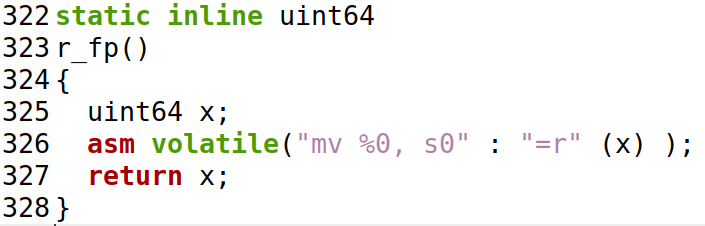 322 static inline uint64
323 r_fp()
324 {
325   uint64 x;
326   asm volatile("mv %0, s0" : "=r" (x) );
327   return x;
328 }